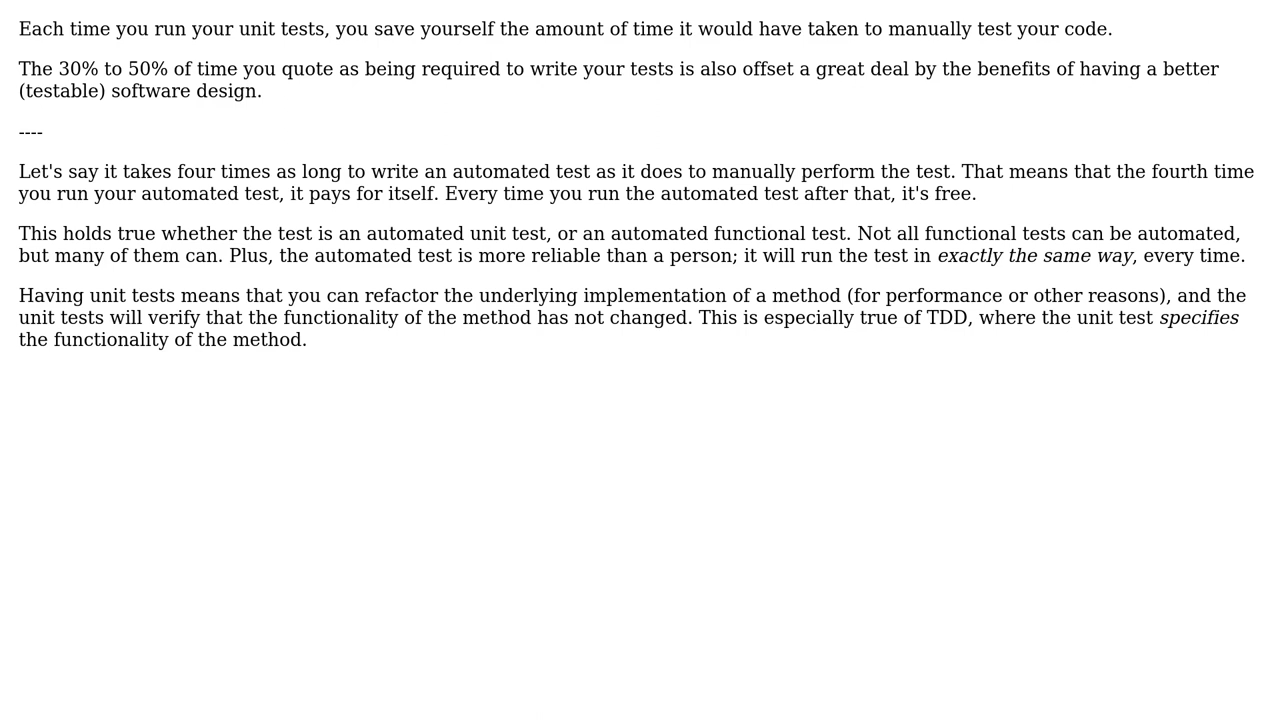 Each time you run your unit tests, you save yourself the amount of time it would have taken to manually test your code.
The 30% to 50% of time you quote as being required to write your tests is also offset a great deal by the benefits of having a better
(testable) software design.
----
Let's say it takes four times as long to write an automated test as it does to manually perform the test. That means that the fourth time
you run your automated test, it pays for itself. Every time you run the automated test after that, it's free.
This holds true whether the test is an automated unit test, or an automated functional test. Not all functional tests can be automated,
but many of them can. Plus, the automated test is more reliable than a person; it will run the test in exactly the same way, every time.
Having unit tests means that you can refactor the underlying implementation of a method (for performance or other reasons), and the
unit tests will verify that the functionality of the method has not changed. This is especially true of TDD, where the unit test specifies
the functionality of the method.